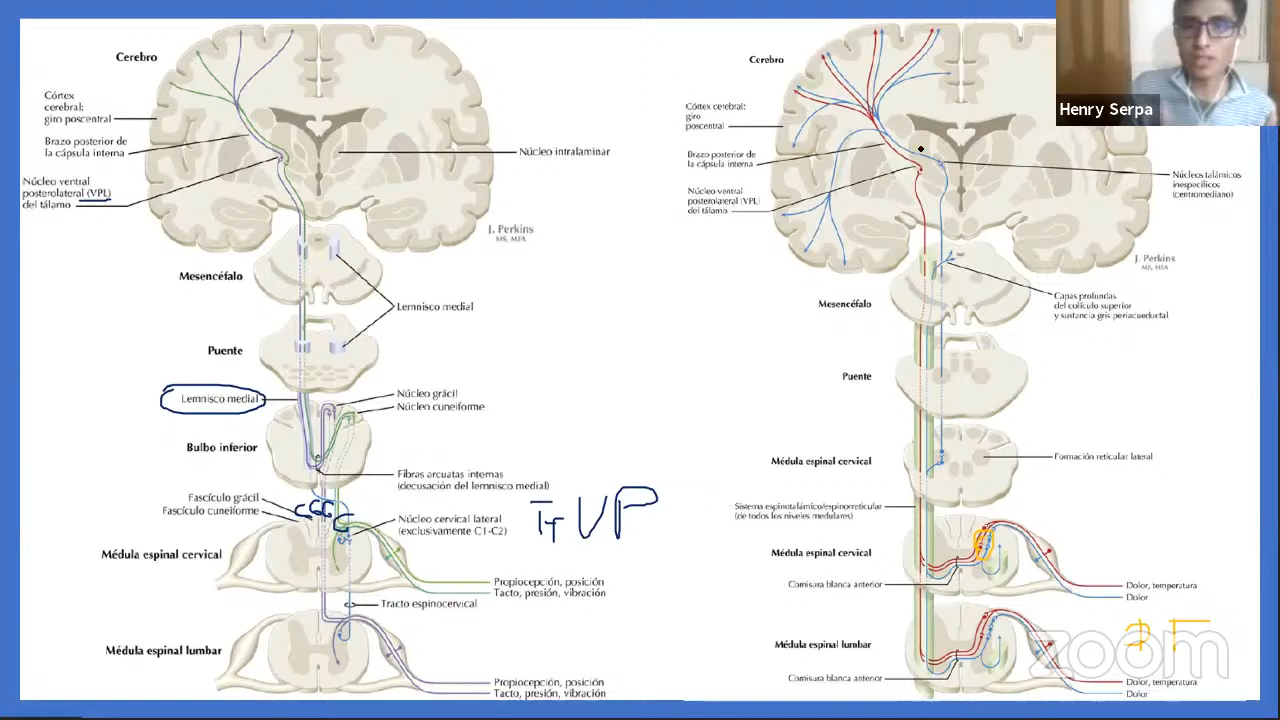 Cerebro
Córtex
cerebral:
giro poscentral
Brazo posterior de
la cápsula interna
Núcleo ventral
posterolateral (VPL)
del tálamo
Núcleo intralaminar
J. Perkins
MS, MFA
Mesencéfalo
Lemnisco medial
Puente
Lemnisco medial
Núcleo grácil
Núcleo cuneiforme
Bulbo inferior
Fibras arcuatas internas
(decusación del lemnisco medial)
Fascículo grácil
Fascículo cuneiforme
CGG C
Núcleo cervical lateral
(exclusivamente C1-C2)
Médula espinal cervical
Propiocepción, posición
Tacto, presión, vibración
Tracto espinocervical
Médula espinal lumbar
Propiocepción, posición
Tacto, presión, vibración
Tr VP
Cerebro
Córtex cerebral:
giro
poscentral
Brazo posterior de
la cápsula interna
Núcleo ventral
posterolateral (VPL)
del tálamo
Núcleos talámicos
inespecíficos
(centromediano)
J. Perkins
MS, MFA
Mesencéfalo
Capas profundas
del colículo superior
y sustancia gris periacueductal
Puente
Médula espinal cervical
Formación reticular lateral
Sistema espinotalámico/espinorreticular
(de todos los niveles medulares)
Médula espinal cervical
Comisura blanca anterior
Dolor, temperatura
Dolor
Médula espinal lumbar
Comisura blanca anterior
Dolor, temperatura
Dolor
Henry Serpa
zoom